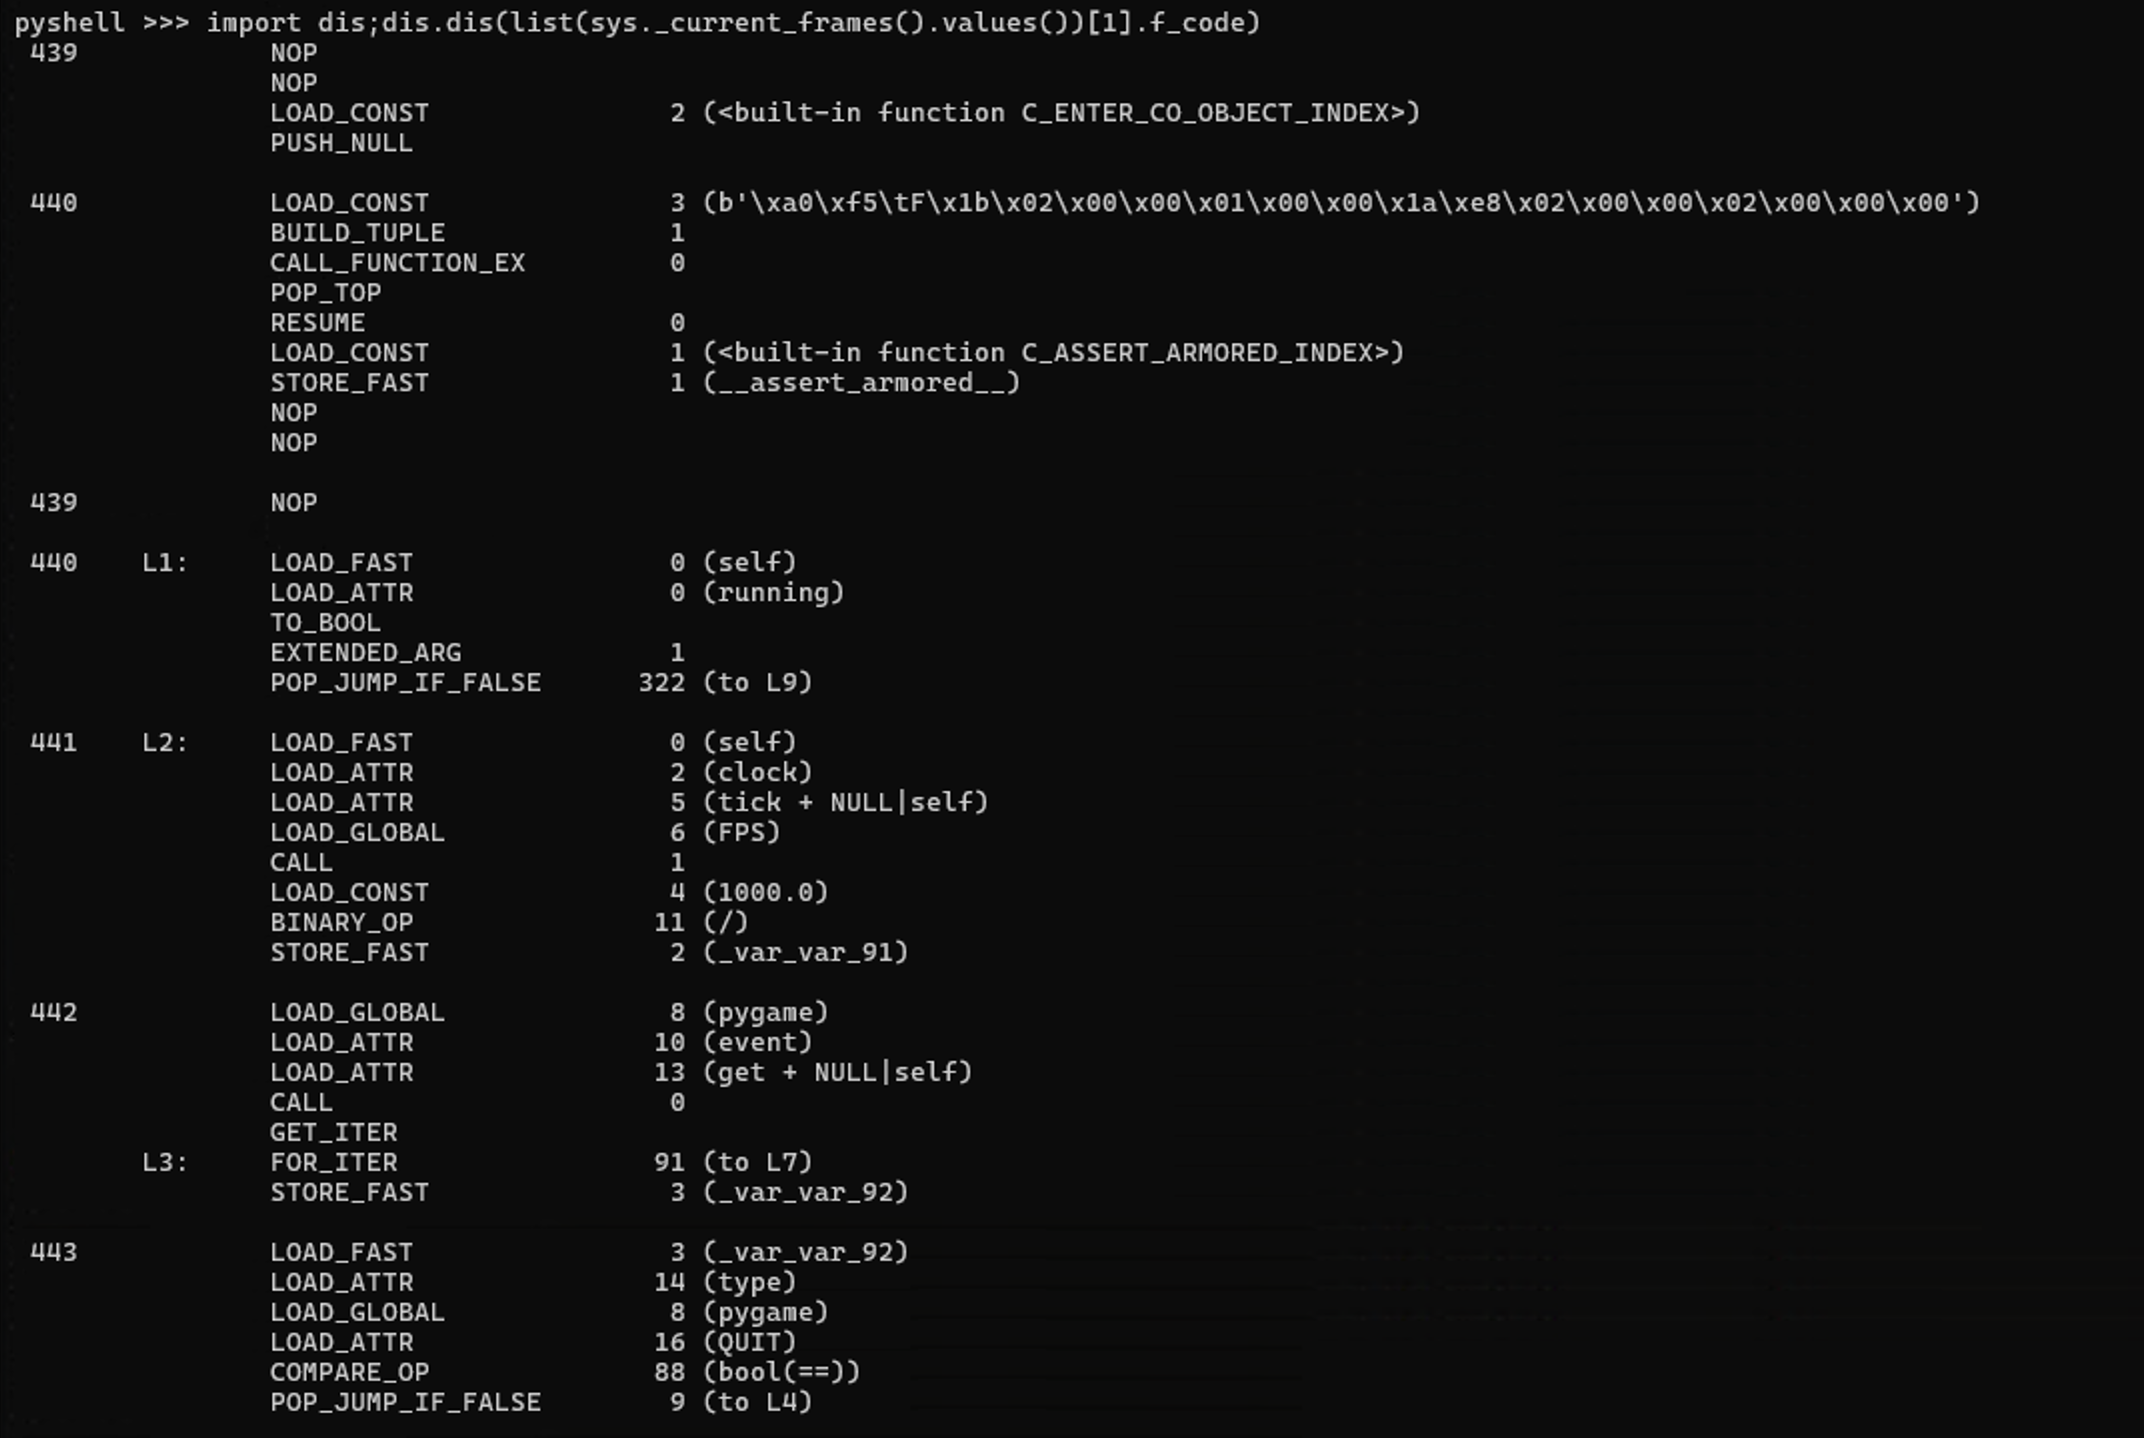 pyshell >>> import dis;dis.dis(list(sys._current_frames().values())[1].f_code)
439 NOP
NOP
LOAD_CONST 2 (<built-in function C_ENTER_CO_OBJECT_INDEX>)
PUSH_NULL
440 LOAD_CONST 3 (b'\xa0\xf5\tF\x1b\x02\x00\x00\x01\x00\x00\x1a\xe8\x02\x00\x00\x02\x00\x00\x00')
BUILD_TUPLE 1
CALL_FUNCTION_EX 0
POP_TOP
RESUME 0
LOAD_CONST 1 (<built-in function C_ASSERT_ARMORED_INDEX>)
STORE_FAST 1 (__assert_armored__)
NOP
NOP
439 NOP
440 L1: LOAD_FAST 0 (self)
LOAD_ATTR 0 (running)
TO_BOOL
EXTENDED_ARG 1
POP_JUMP_IF_FALSE 322 (to L9)
441 L2: LOAD_FAST 0 (self)
LOAD_ATTR 2 (clock)
LOAD_ATTR 5 (tick + NULL|self)
LOAD_GLOBAL 6 (FPS)
CALL 1
LOAD_CONST 4 (1000.0)
BINARY_OP 11 (/)
STORE_FAST 2 (_var_var_91)
442 LOAD_GLOBAL 8 (pygame)
LOAD_ATTR 10 (event)
LOAD_ATTR 13 (get + NULL|self)
CALL 0
GET_ITER
L3: FOR_ITER 91 (to L7)
STORE_FAST 3 (_var_var_92)
443 LOAD_FAST 3 (_var_var_92)
LOAD_ATTR 14 (type)
LOAD_GLOBAL 8 (pygame)
LOAD_ATTR 16 (QUIT)
COMPARE_OP 88 (bool(==))
POP_JUMP_IF_FALSE 9 (to L4)